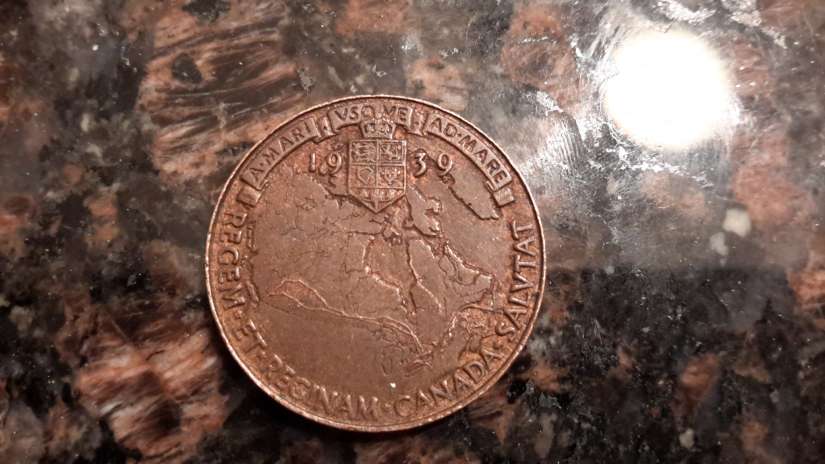 A·MARI VSQVE AD·MARE
1939
REGEM·ET·REGINAM·CANADA·SALVTAT